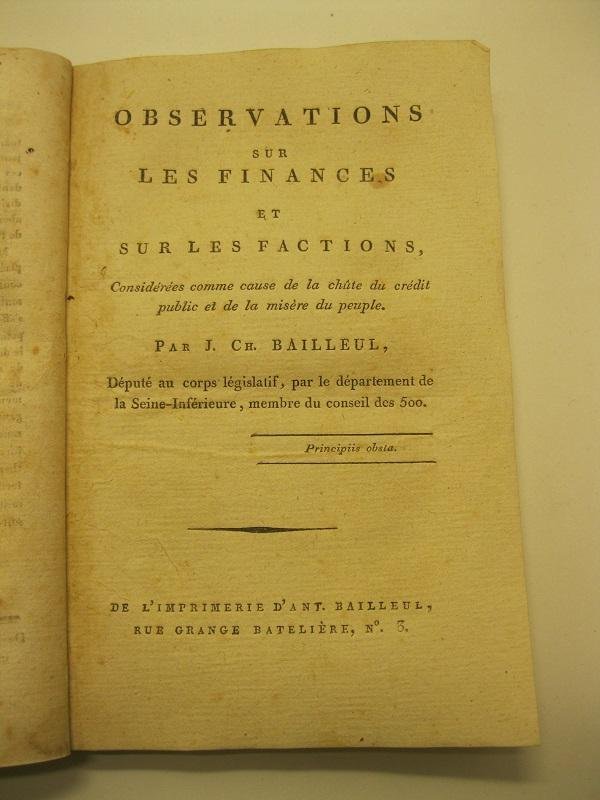 OBSERVATIONS
SUR
LES FINANCES
ET
SUR LES FACTIONS,
Considérées comme cause de la chûte du crédit
public et de la misère du peuple.
PAR J. CH. BAILLEUL,
Député au corps législatif, par le département de
la Seine-Inférieure, membre du conseil des 500.
Principiis obsta.
DE L'IMPRIMERIE D'ANT. BAILLEUL,
RUE GRANGE BATELIÈRE, N°. 3.